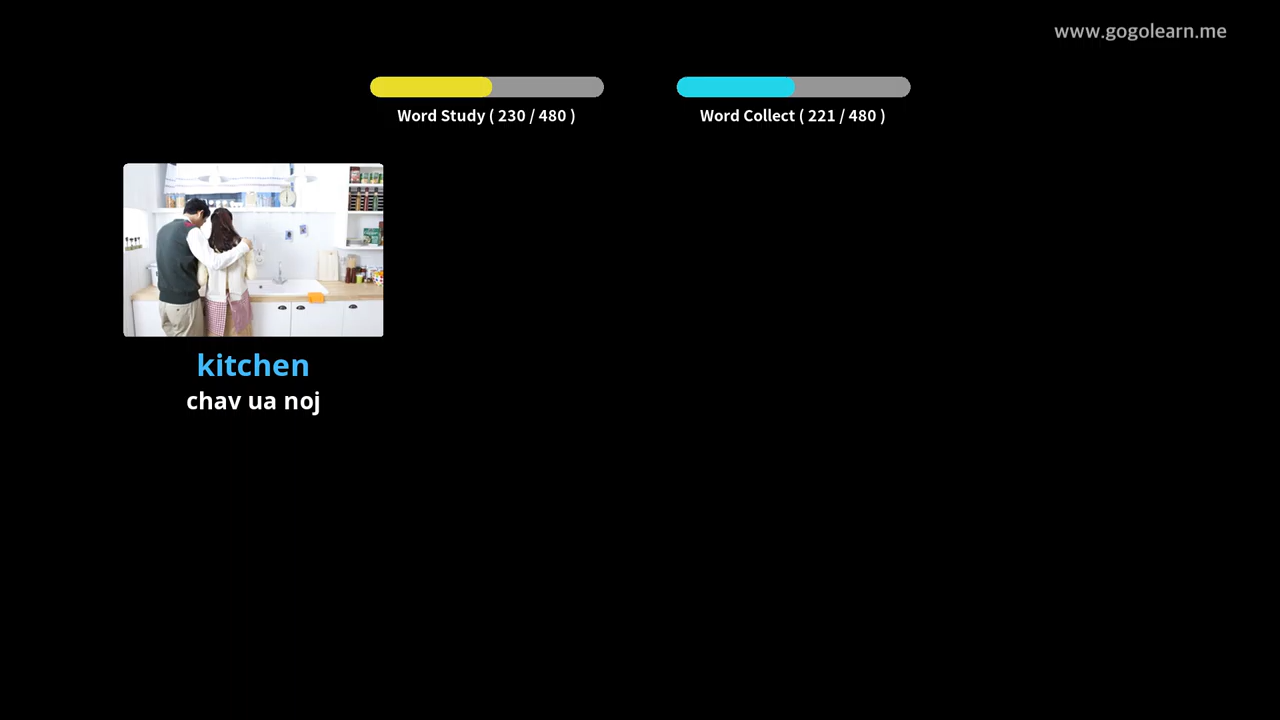 www.gogolearn.me
Word Study ( 230 / 480 )
Word Collect ( 221 / 480 )
kitchen
chav ua noj